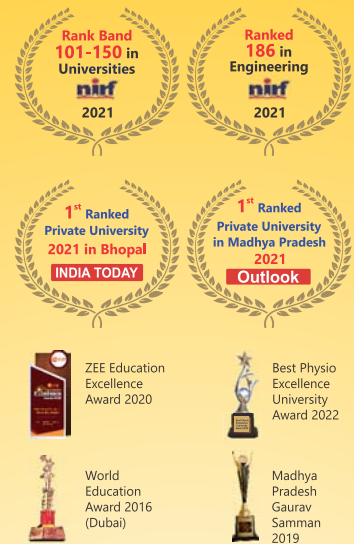 Rank Band
101-150 in
Universities
nirf
2021
Ranked
186 in
Engineering
nirf
2021
1st Ranked
Private University
2021 in Bhopal
INDIA TODAY
1st Ranked
Private University
in Madhya Pradesh
2021
Outlook
ZEE Education
Excellence
Award 2020
Best Physio
Excellence
University
Award 2022
World
Education
Award 2016
(Dubai)
Madhya
Pradesh
Gaurav
Samman
2019